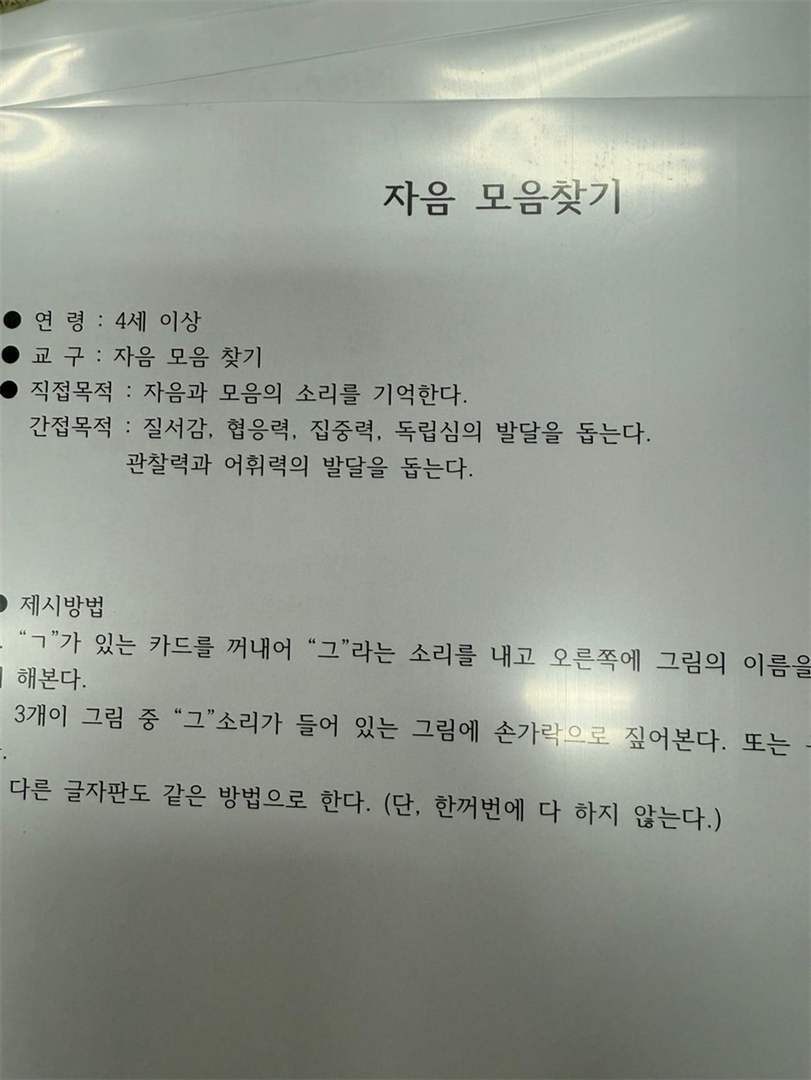 자음 모음찾기
● 연 령 : 4세 이상
● 교 구 : 자음 모음 찾기
● 직접목적 : 자음과 모음의 소리를 기억한다.
간접목적 : 질서감, 협응력, 집중력, 독립심의 발달을 돕는다.
관찰력과 어휘력의 발달을 돕는다.
● 제시방법
. “ㄱ”가 있는 카드를 꺼내어 “그”라는 소리를 내고 오른쪽에 그림의 이름을
해본다.
3개이 그림 중 “그”소리가 들어 있는 그림에 손가락으로 짚어본다. 또는
.
다른 글자판도 같은 방법으로 한다. (단, 한꺼번에 다 하지 않는다.)